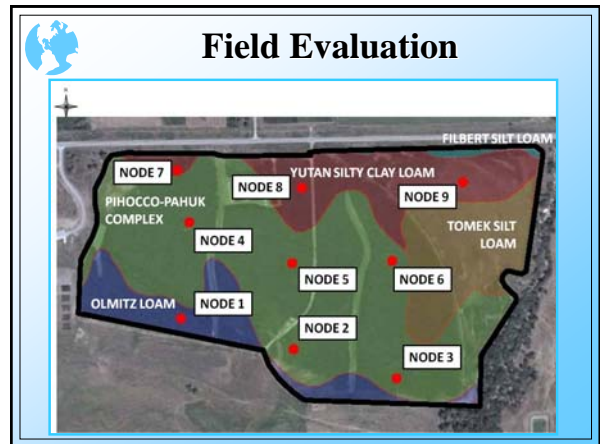 Field Evaluation
N
FILBERT SILT LOAM
NODE 7
YUTAN SILTY CLAY LOAM
NODE 8
NODE 9
PIHOCCO-PAHUK
COMPLEX
TOMEK SILT
LOAM
NODE 4
NODE 5
NODE 6
OLMITZ LOAM
NODE 1
NODE 2
NODE 3